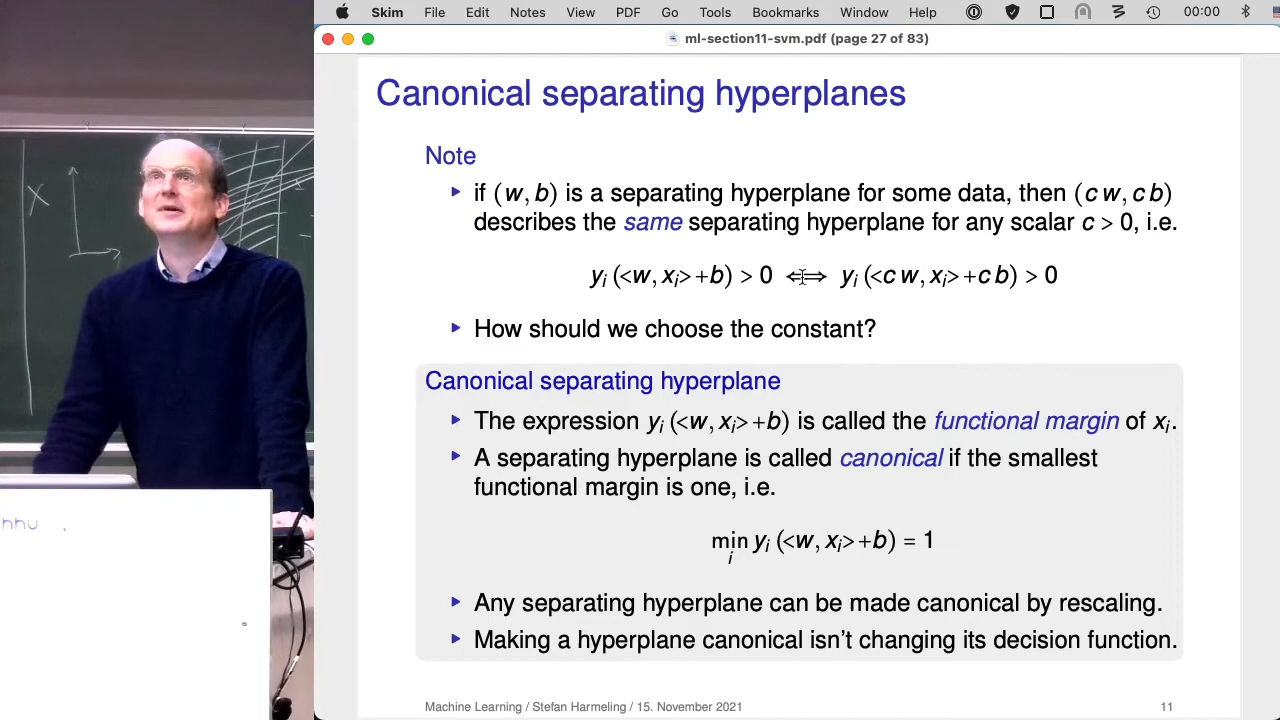 Skim File Edit Notes View PDF Go Tools Bookmarks Window Help 00:00
ml-section11-svm.pdf (page 27 of 83)
Canonical separating hyperplanes
Note
‣ if (w, b) is a separating hyperplane for some data, then (c w, c b)
describes the same separating hyperplane for any scalar c > 0, i.e.
yᵢ (<w, xᵢ> +b) > 0 ⟺ yᵢ (<c w, xᵢ> +c b) > 0
‣ How should we choose the constant?
Canonical separating hyperplane
‣ The expression yᵢ (<w, xᵢ> +b) is called the functional margin of xᵢ.
‣ A separating hyperplane is called canonical if the smallest
functional margin is one, i.e.
min yᵢ (<w, xᵢ> +b) = 1
i
‣ Any separating hyperplane can be made canonical by rescaling.
‣ Making a hyperplane canonical isn't changing its decision function.
Machine Learning / Stefan Harmeling / 15. November 2021 11
X
hhu